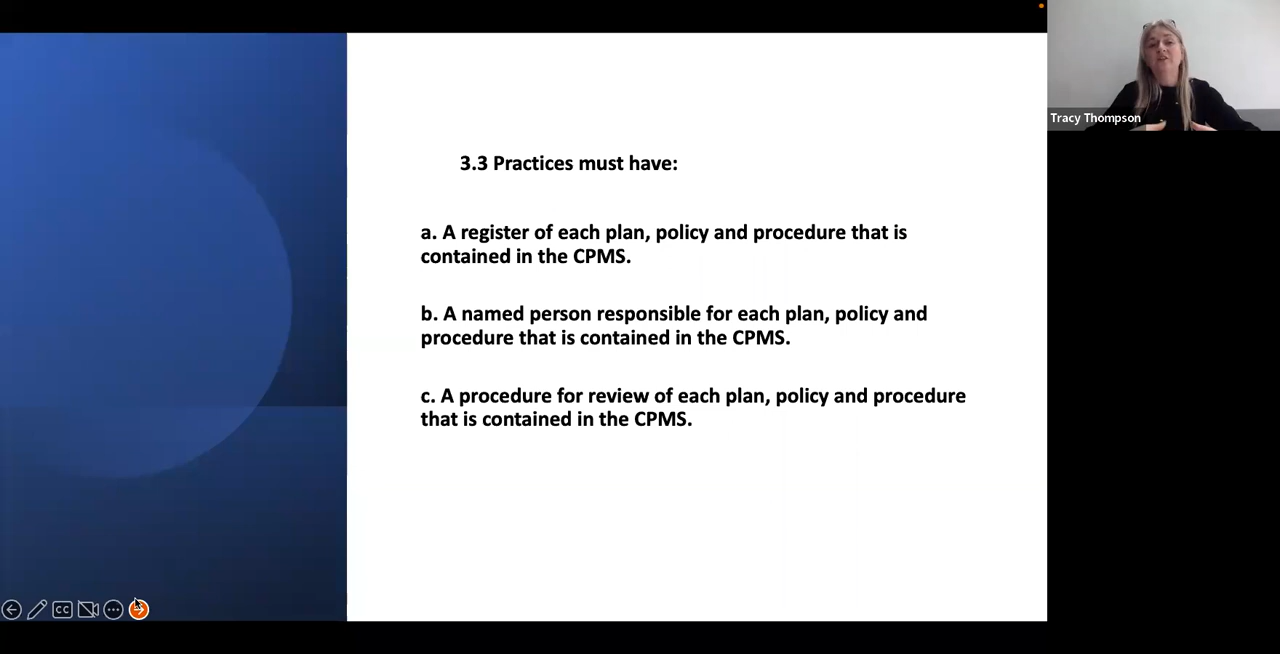 3.3 Practices must have:
a. A register of each plan, policy and procedure that is
contained in the CPMS.
b. A named person responsible for each plan, policy and
procedure that is contained in the CPMS.
c. A procedure for review of each plan, policy and procedure
that is contained in the CPMS.
Tracy Thompson
CC